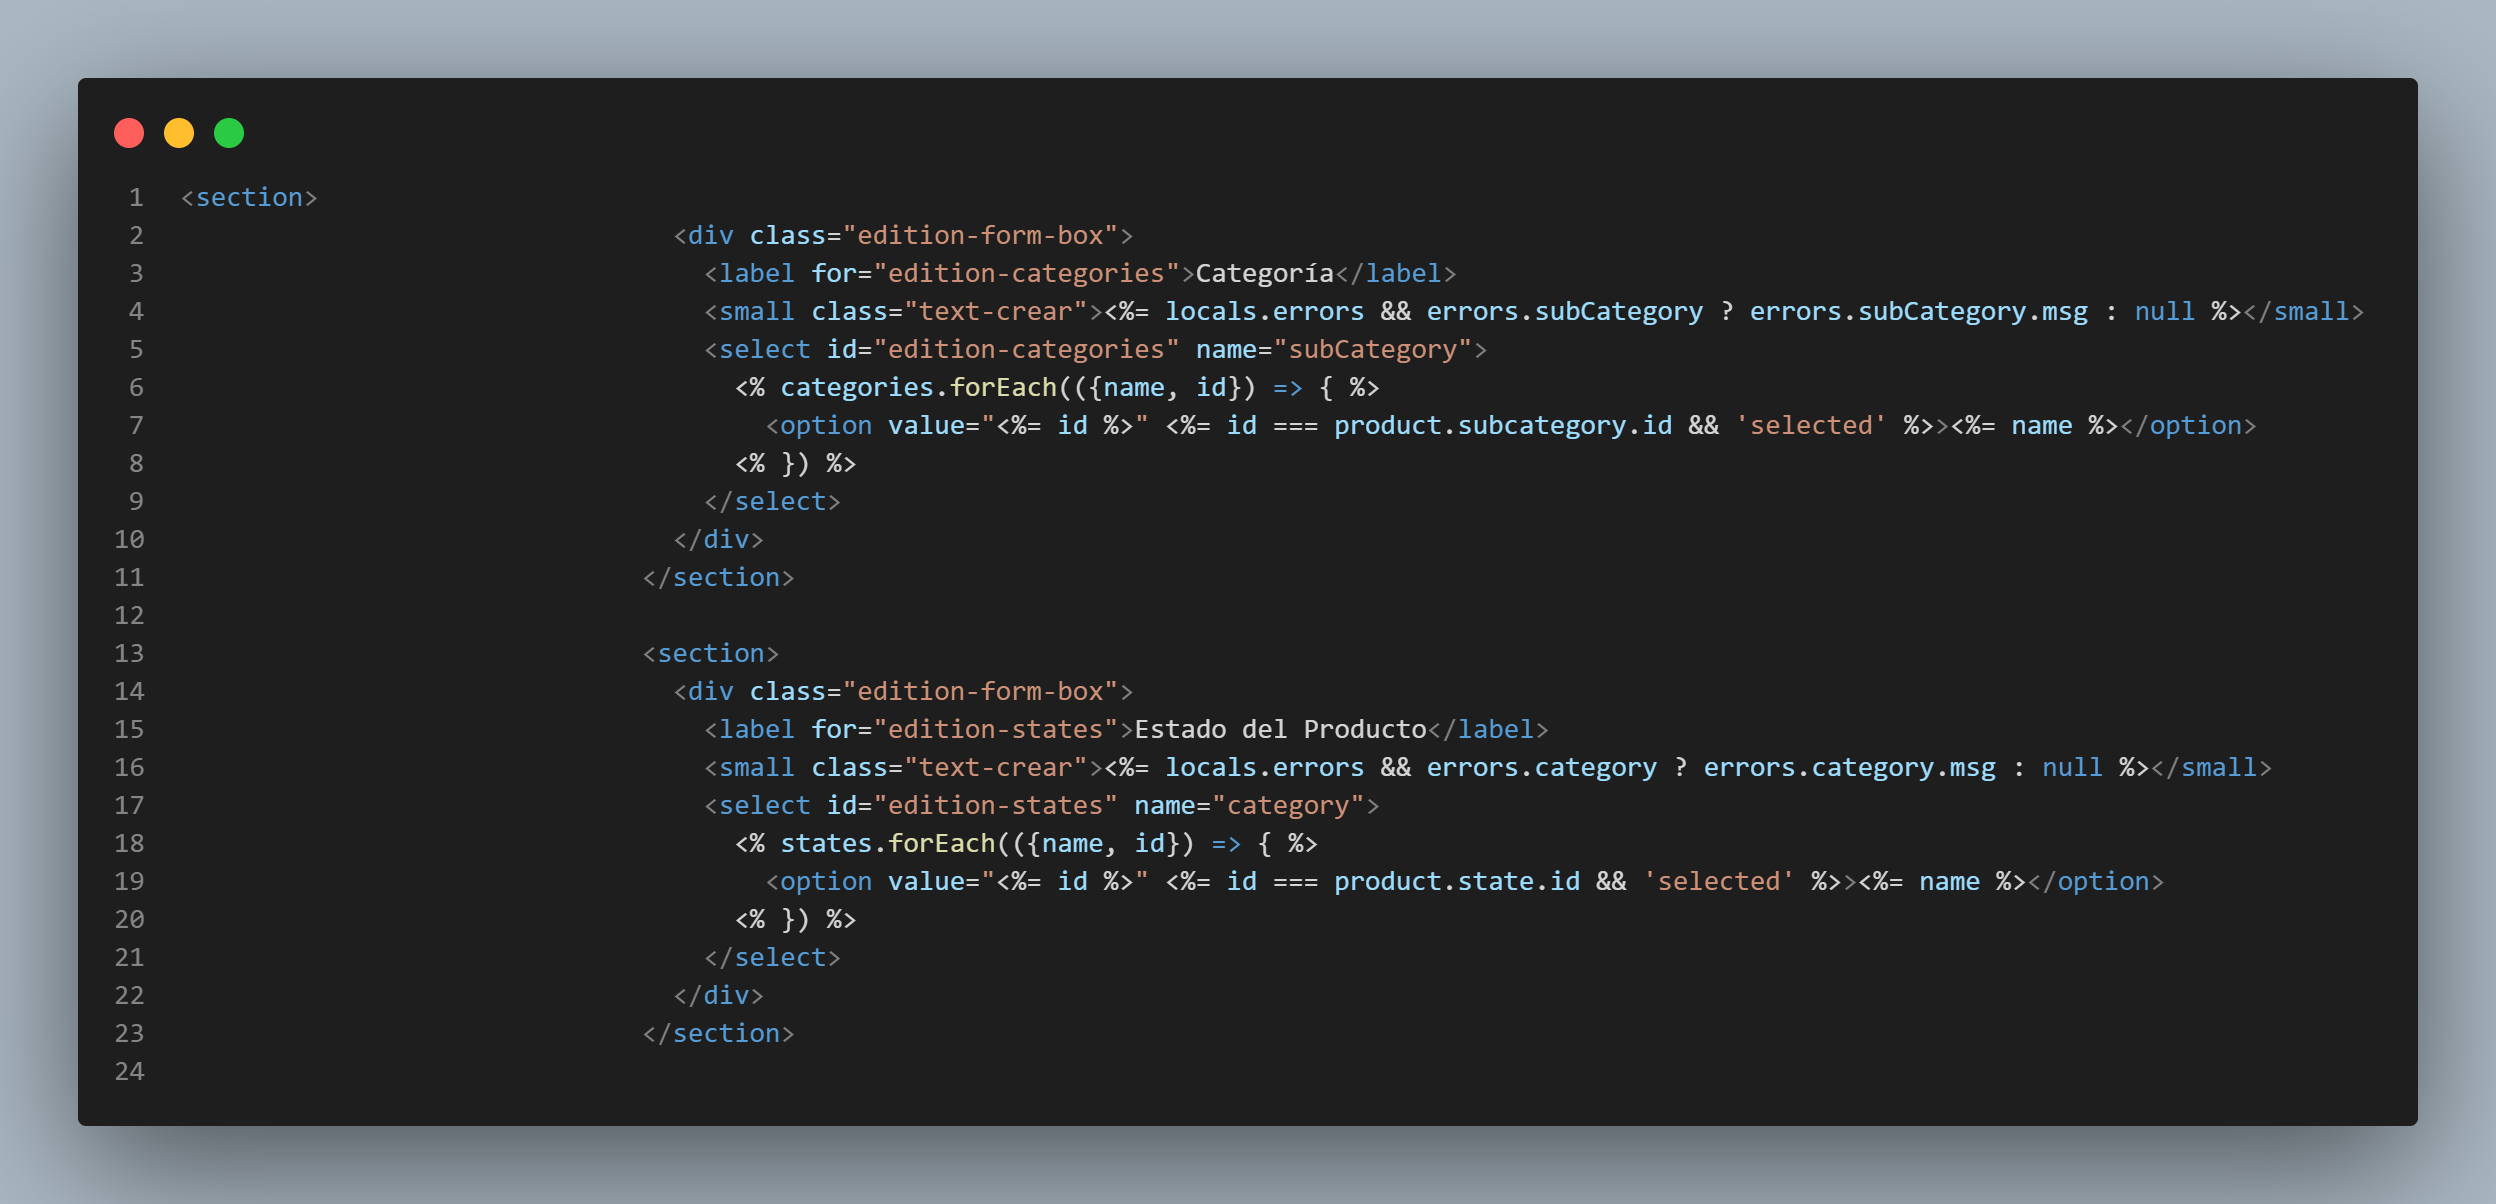 1 <section>
2 <div class="edition-form-box">
3 <label for="edition-categories">Categoría</label>
4 <small class="text-crear"><%= locals.errors && errors.subCategory ? errors.subCategory.msg : null %></small>
5 <select id="edition-categories" name="subCategory">
6 <% categories.forEach(({name, id}) => { %>
7 <option value="<%= id %>" <%= id === product.subcategory.id && 'selected' %>><%= name %></option>
8 <% }) %>
9 </select>
10 </div>
11 </section>
12
13 <section>
14 <div class="edition-form-box">
15 <label for="edition-states">Estado del Producto</label>
16 <small class="text-crear"><%= locals.errors && errors.category ? errors.category.msg : null %></small>
17 <select id="edition-states" name="category">
18 <% states.forEach(({name, id}) => { %>
19 <option value="<%= id %>" <%= id === product.state.id && 'selected' %>><%= name %></option>
20 <% }) %>
21 </select>
22 </div>
23 </section>
24